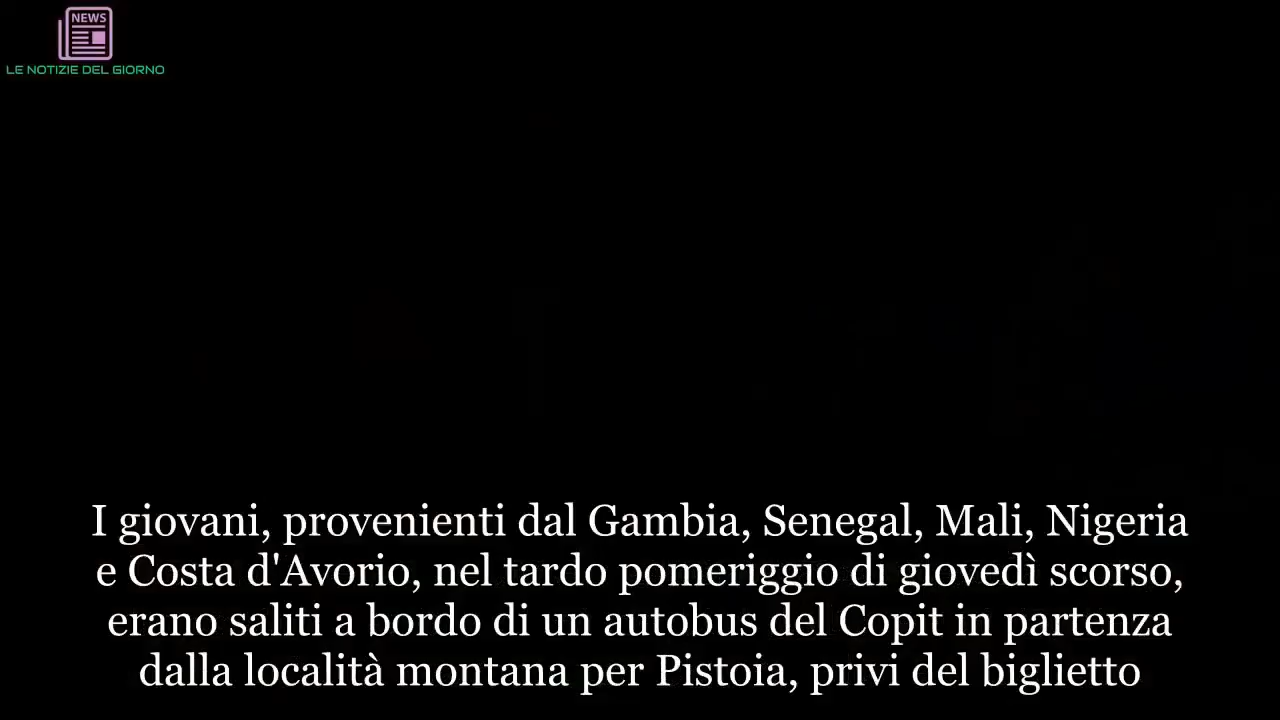 NEWS
LE NOTIZIE DEL GIORNO
I giovani, provenienti dal Gambia, Senegal, Mali, Nigeria
e Costa d'Avorio, nel tardo pomeriggio di giovedì scorso,
erano saliti a bordo di un autobus del Copit in partenza
dalla località montana per Pistoia, privi del biglietto